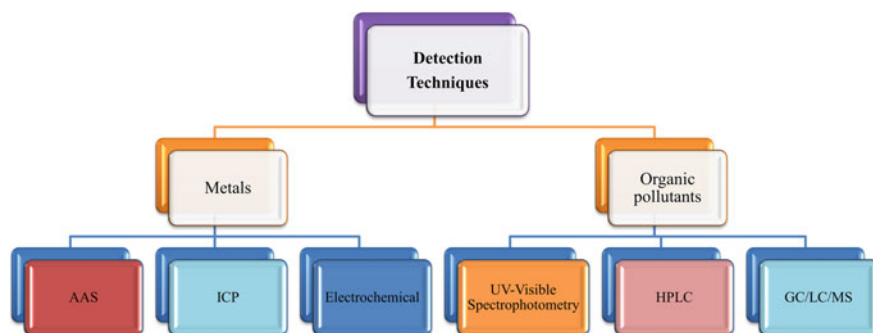 Detection
Techniques
Metals
Organic
pollutants
AAS
ICP
Electrochemical
UV-Visible
Spectrophotometry
HPLC
GC/LC/MS